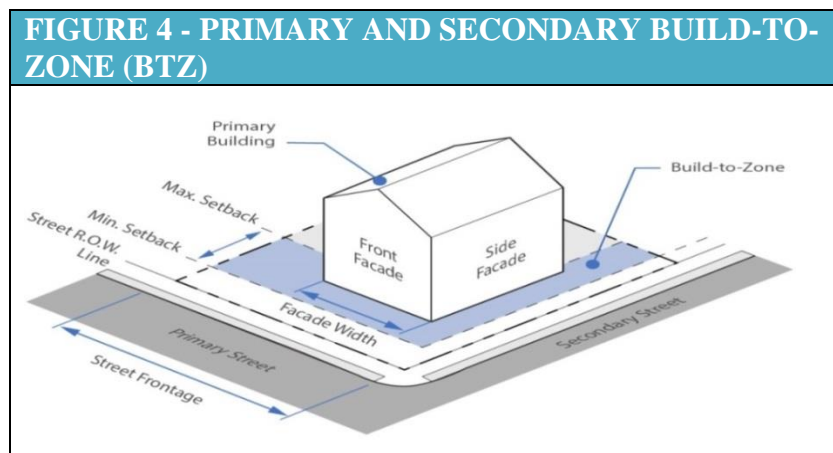 FIGURE 4 - PRIMARY AND SECONDARY BUILD-TO-
ZONE (BTZ)
Primary
Building
Build-to-Zone
Max. Setback
Min. Setback
Street R.O.W.
Line
Front
Facade
Side
Facade
Facade Width
Primary Street
Secondary Street
Street Frontage